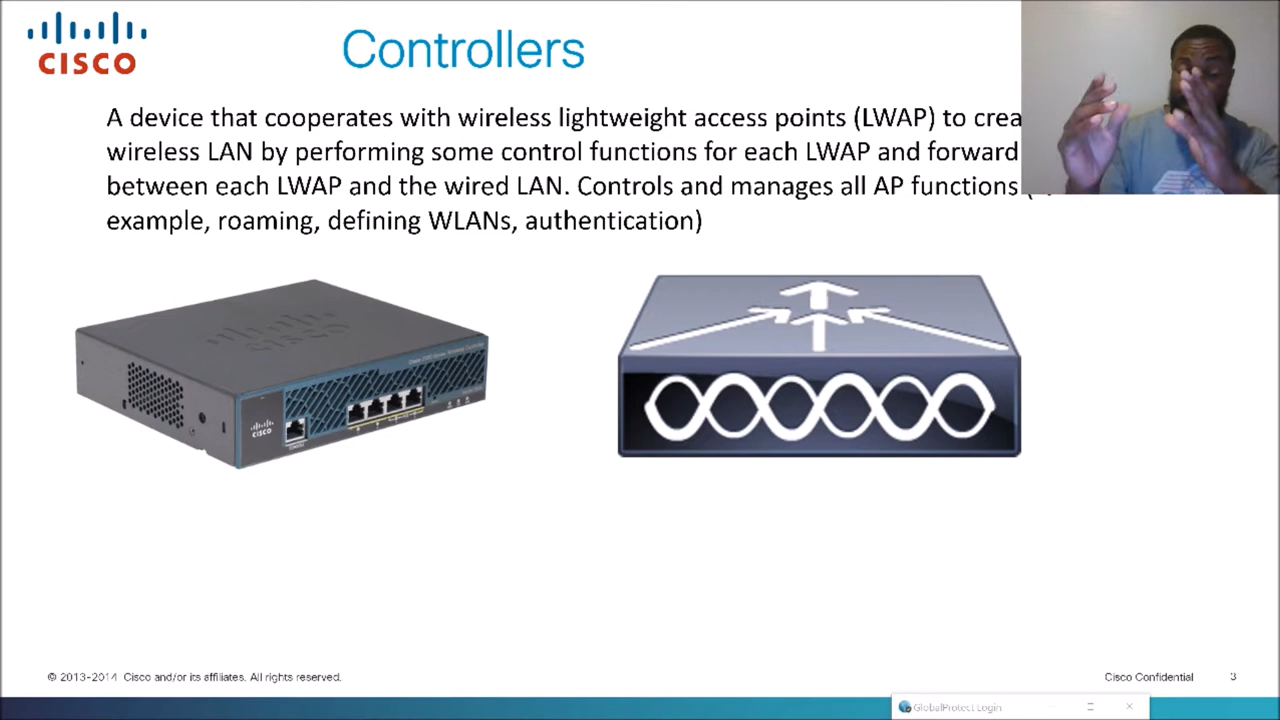 CISCO
Controllers
A device that cooperates with wireless lightweight access points (LWAP) to crea
wireless LAN by performing some control functions for each LWAP and forward
between each LWAP and the wired LAN. Controls and manages all AP functions (
example, roaming, defining WLANs, authentication)
CISCO
© 2013-2014 Cisco and/or its affiliates. All rights reserved.
Cisco Confidential
3
GlobalProtect Login